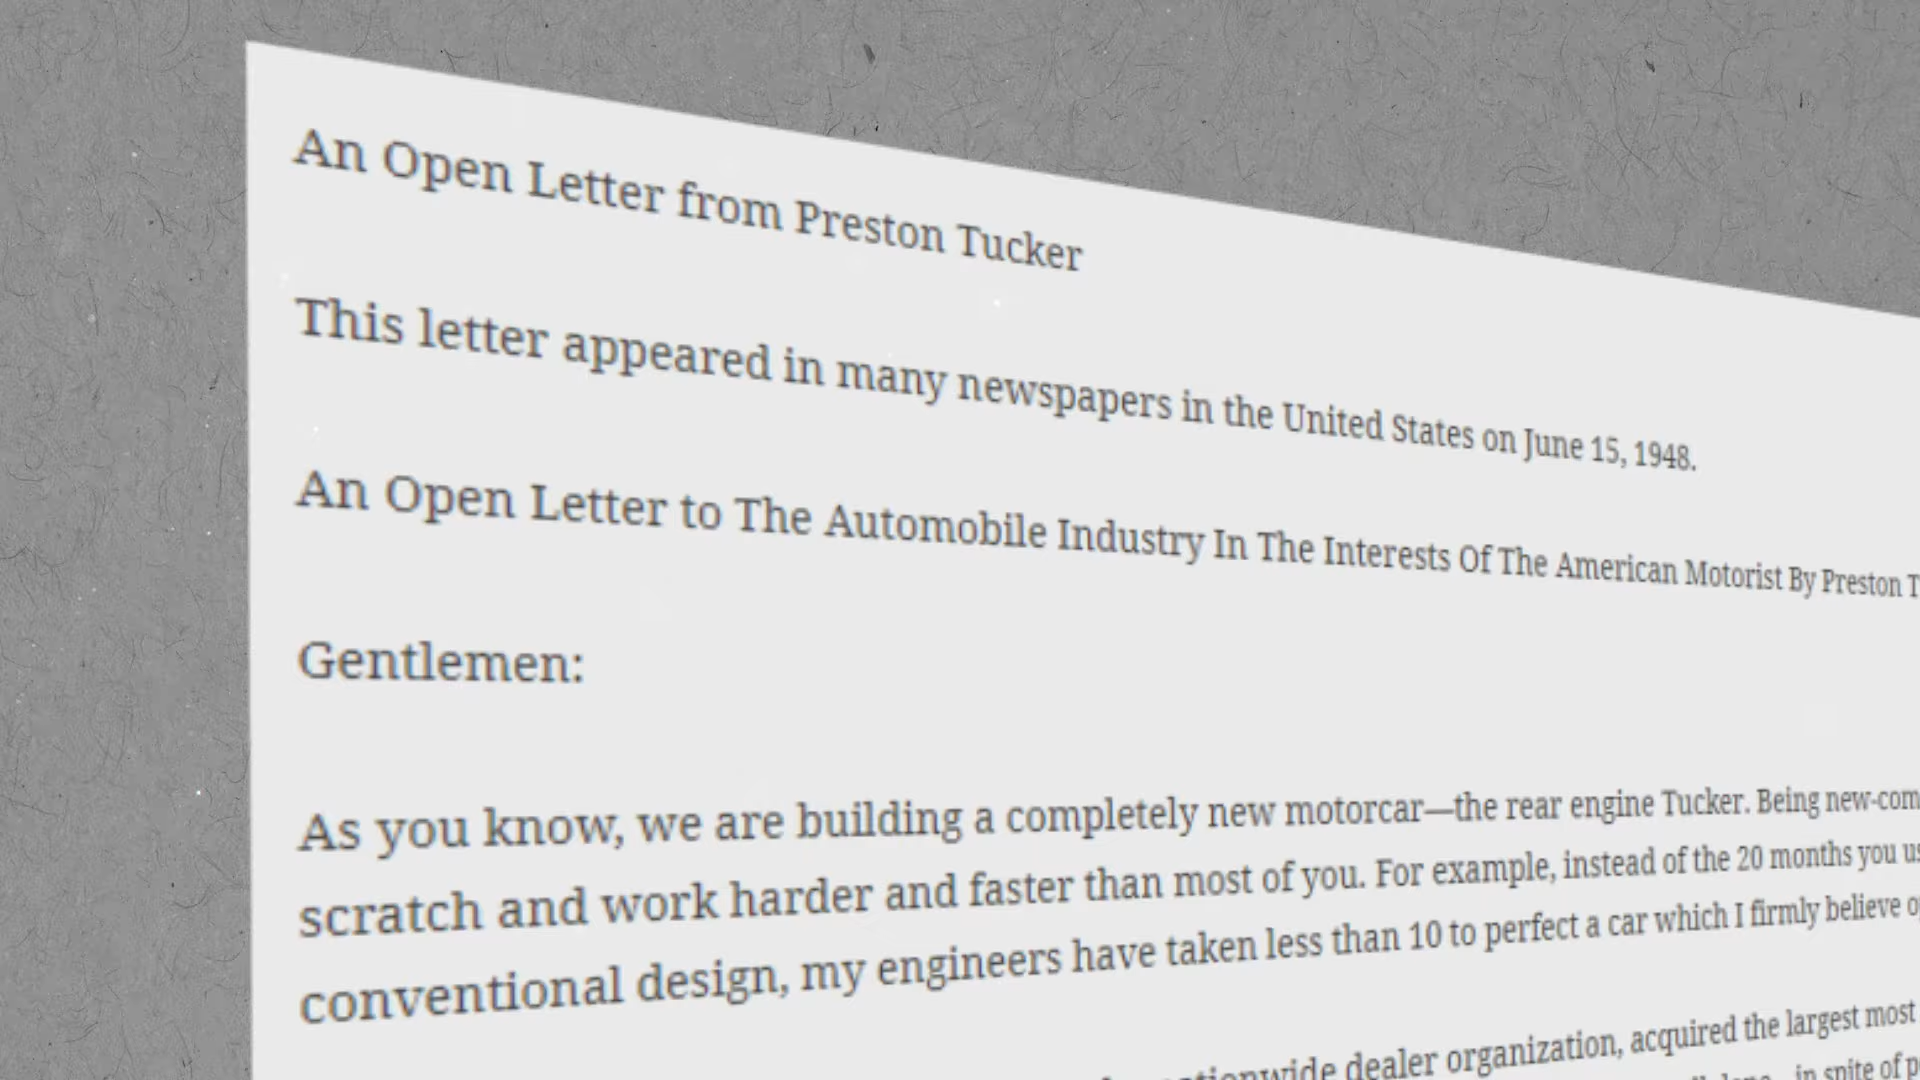 An Open Letter from Preston Tucker
This letter appeared in many newspapers in the United States on June 15, 1948.
An Open Letter to The Automobile Industry In The Interests Of The American Motorist By Preston
Gentlemen:
As you know, we are building a completely new motorcar—the rear engine Tucker. Being
scratch and work harder and faster than most of you. For example, instead of the 20 months you
conventional design, my engineers have taken less than 10 to perfect a car which I firmly believe
dealer organization, acquired the largest most
in spite of